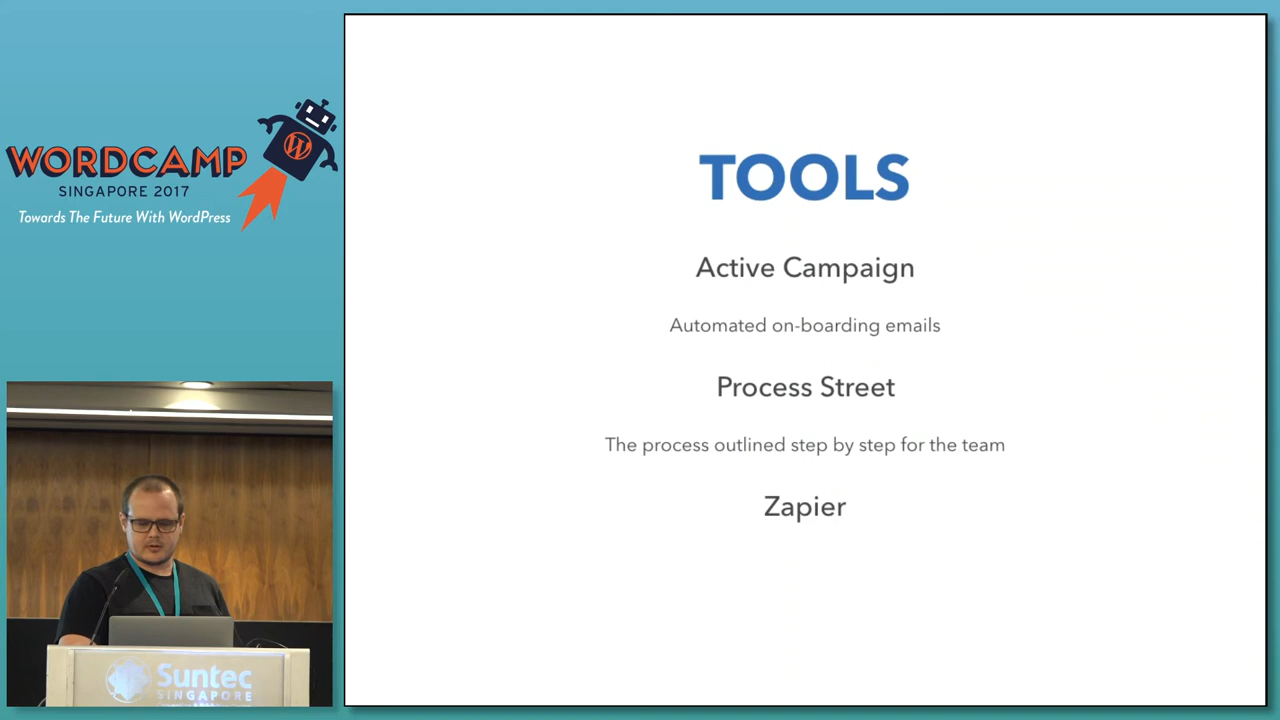 WORDCAMP
SINGAPORE 2017
Towards The Future With WordPress
TOOLS
Active Campaign
Automated on-boarding emails
Process Street
The process outlined step by step for the team
Zapier
Suntec
SINGAPORE